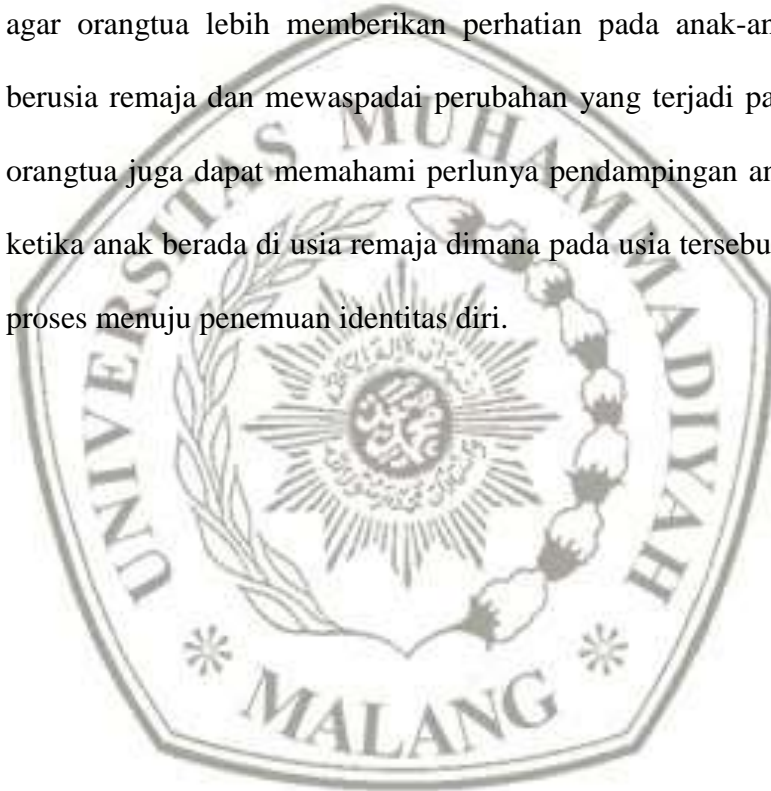 agar orangtua lebih memberikan perhatian pada anak-an
berusia remaja dan mewaspadai perubahan yang terjadi pa
orangtua juga dapat memahami perlunya pendampingan an
ketika anak berada di usia remaja dimana pada usia tersebu
proses menuju penemuan identitas diri.
UNIVERSITAS MUHAMMADIYAH
MALANG